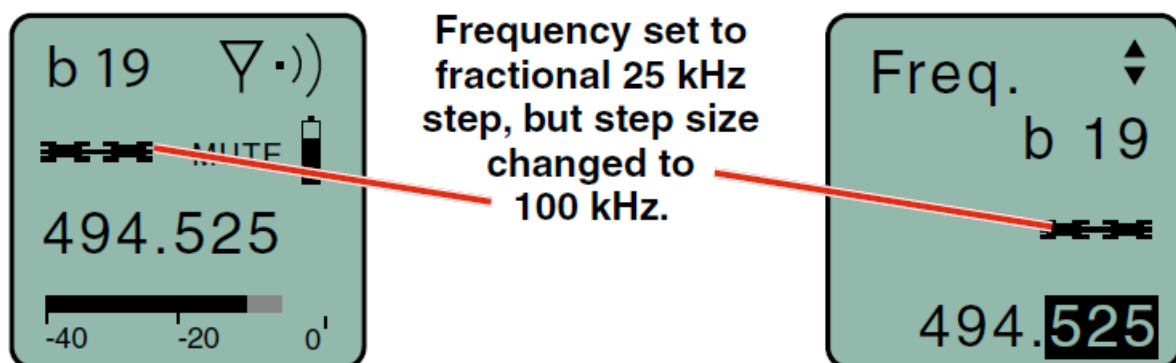 b 19
MUTE
494.525
-40 -20 0
Frequency set to
fractional 25 kHz
step, but step size
changed to
100 kHz.
Freq.
b 19
494.525